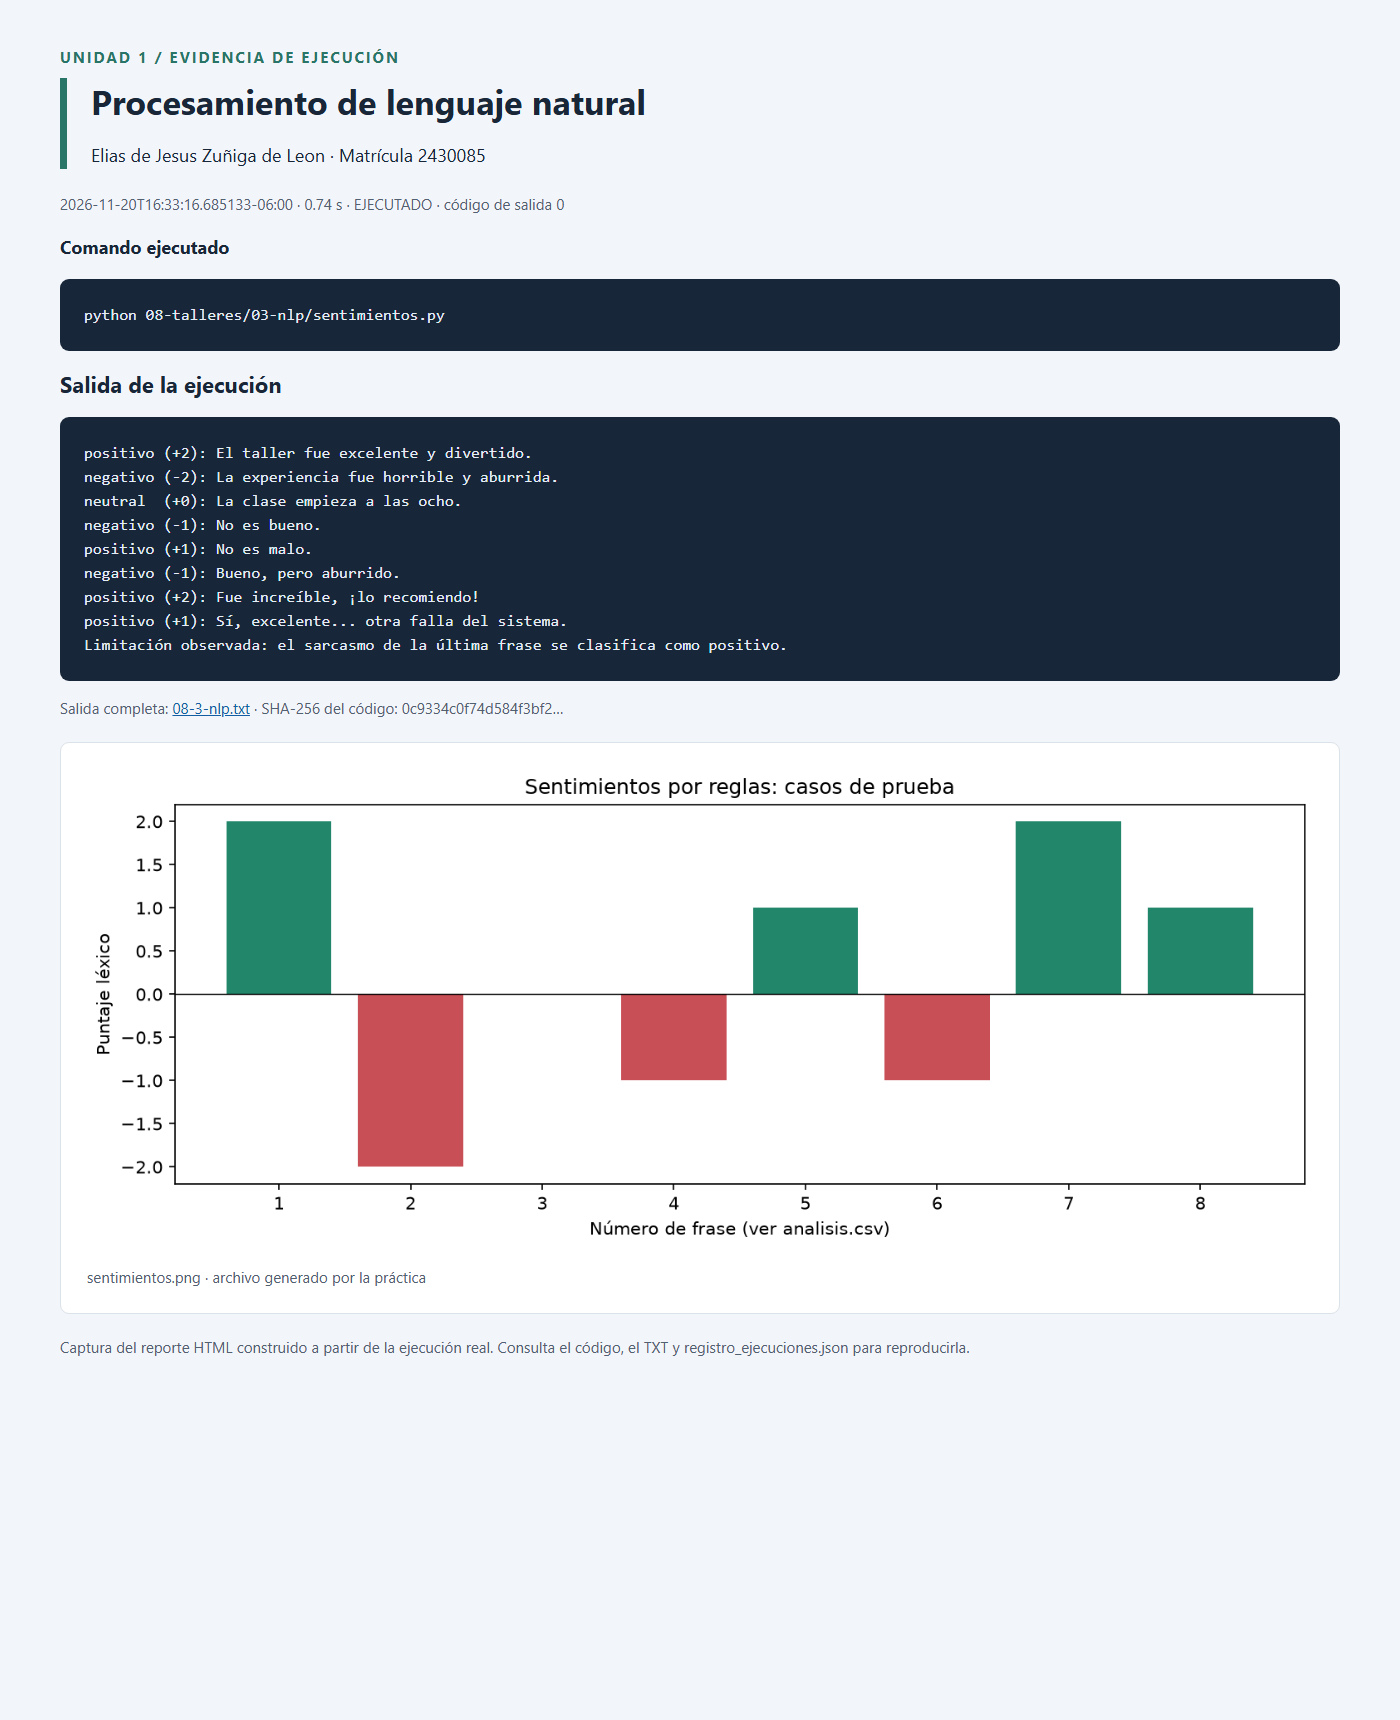 UNIDAD 1 / EVIDENCIA DE EJECUCIÓN
Procesamiento de lenguaje natural
Elias de Jesus Zuñiga de Leon · Matrícula 2430085
2026-11-20T16:33:16.685133-06:00 · 0.74 s · EJECUTADO · código de salida 0
Comando ejecutado
python 08-talleres/03-nlp/sentimientos.py
Salida de la ejecución
positivo (+2): El taller fue excelente y divertido.
negativo (-2): La experiencia fue horrible y aburrida.
neutral  (+0): La clase empieza a las ocho.
negativo (-1): No es bueno.
positivo (+1): No es malo.
negativo (-1): Bueno, pero aburrido.
positivo (+2): Fue increíble, ¡lo recomiendo!
positivo (+1): Sí, excelente... otra falla del sistema.
Limitación observada: el sarcasmo de la última frase se clasifica como positivo.
Salida completa: 08-3-nlp.txt · SHA-256 del código: 0c9334c0f74d584f3bf2...
Sentimientos por reglas: casos de prueba
2.0
1.5
1.0
0.5
0.0
−0.5
−1.0
−1.5
−2.0
Puntaje léxico
1 2 3 4 5 6 7 8
Número de frase (ver analisis.csv)
sentimientos.png · archivo generado por la práctica
Captura del reporte HTML construido a partir de la ejecución real. Consulta el código, el TXT y registro_ejecuciones.json para reproducirla.